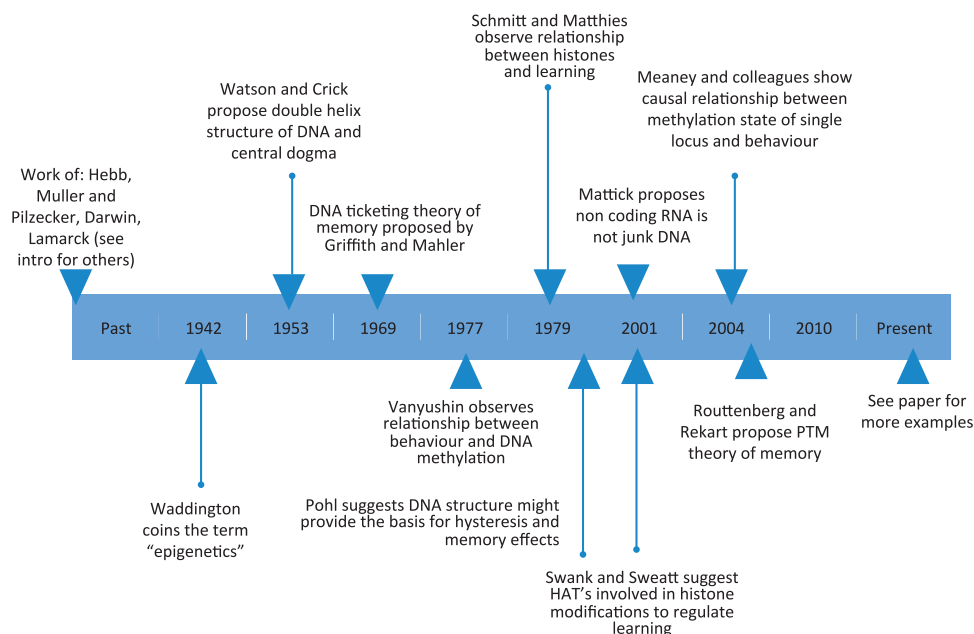 Schmitt and Matthies
observe relationship
between histones
and learning
Meaney and colleagues show
causal relationship between
methylation state of single
locus and behaviour
Watson and Crick
propose double helix
structure of DNA and
central dogma
Work of: Hebb,
Muller and
Pilzecker, Darwin,
Lamarck (see
intro for others)
DNA ticketing theory of
memory proposed by
Griffith and Mahler
Mattick proposes
non coding RNA is
not junk DNA
Past 1942 1953 1969 1977 1979 2001 2004 2010 Present
Vanyushin observes
relationship between
behaviour and DNA
methylation
Routtenberg and
Rekart propose PTM
theory of memory
See paper for
more examples
Waddington
coins the term
“epigenetics”
Pohl suggests DNA structure might
provide the basis for hysteresis and
memory effects
Swank and Sweatt suggest
HAT’s involved in histone
modifications to regulate
learning